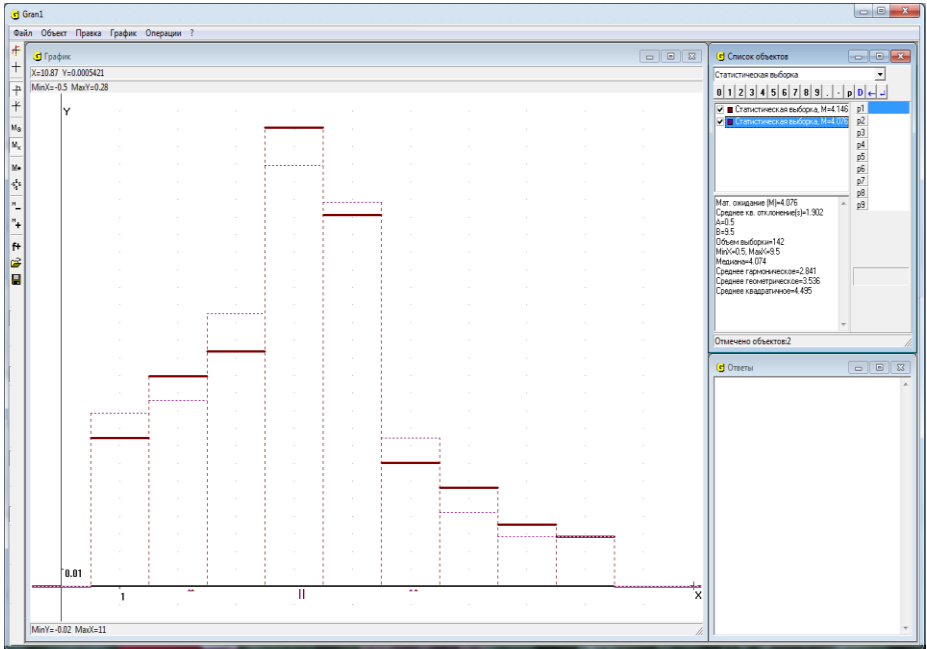 Gran1
Файл Объект Правка График Операции ?
График
X=10.87 Y=0.0005421
MinX=-0.5 MaxY=0.28
Y
0.01
1
X
MinY=-0.02 MaxX=11
Список объектов
Статистическая выборка
0 1 2 3 4 5 6 7 8 9 . - p D
Статистическая выборка, M=4.146
Статистическая выборка, M=4.076
p1
p2
p3
p4
p5
p6
p7
p8
p9
Мат. ожидание (M)=4.076
Среднее кв. отклонение(s)=1.902
A=0.5
B=9.5
Объем выборки=142
MinX=0.5, MaxX=9.5
Медиана=4.074
Среднее гармоническое=2.841
Среднее геометрическое=3.536
Среднее квадратичное=4.495
Отмечено объектов:2
Ответы